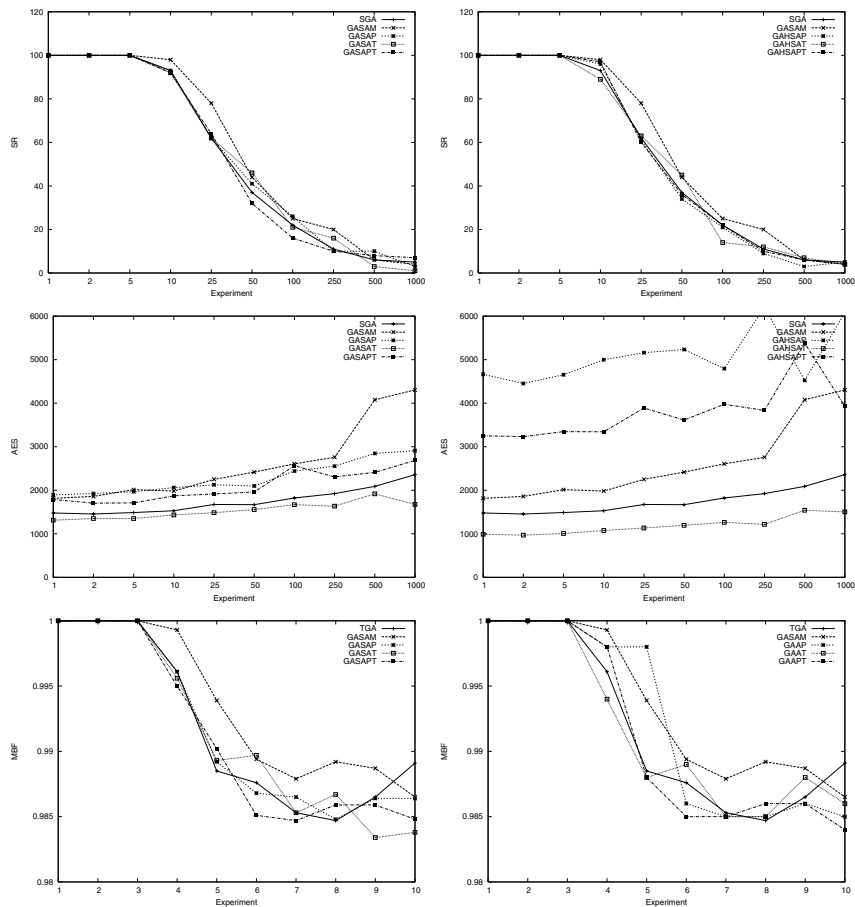 120
100
80
60
40
20
0
SR
1 2 5 10 25 50 100 250 500 1000
Experiment
SGA
GASAM
GASAP
GASAT
GASAPT
120
100
80
60
40
20
0
SR
1 2 5 10 25 50 100 250 500 1000
Experiment
SGA
GASAM
GAHSAP
GAHSAT
GAHSAPT
6000
5000
4000
3000
2000
1000
0
AES
1 2 5 10 25 50 100 250 500 1000
Experiment
SGA
GASAM
GASAP
GASAT
GASAPT
6000
5000
4000
3000
2000
1000
0
AES
1 2 5 10 25 50 100 250 500 1000
Experiment
SGA
GASAM
GAHSAP
GAHSAT
GAHSAPT
1
0.995
0.99
0.985
0.98
MBF
1 2 3 4 5 6 7 8 9 10
Experiment
TGA
GASAM
GASAP
GASAT
GASAPT
1
0.995
0.99
0.985
0.98
MBF
1 2 3 4 5 6 7 8 9 10
Experiment
TGA
GASAM
GAAP
GAAT
GAAPT